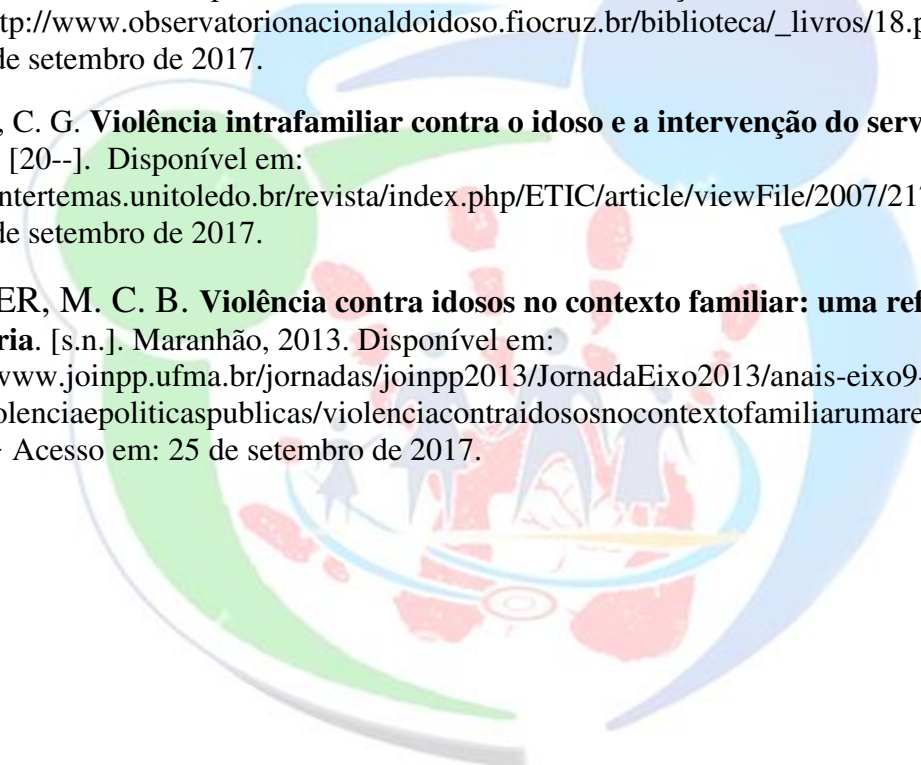 tp://www.observatorionacionaldoidoso.fiocruz.br/biblioteca/_livros/18.p
de setembro de 2017.
, C. G. Violência intrafamiliar contra o idoso e a intervenção do serv
[20--]. Disponível em:
ntertemas.unitoledo.br/revista/index.php/ETIC/article/viewFile/2007/21
de setembro de 2017.
ER, M. C. B. Violência contra idosos no contexto familiar: uma ref
ria. [s.n.]. Maranhão, 2013. Disponível em:
www.joinpp.ufma.br/jornadas/joinpp2013/JornadaEixo2013/anais-eixo9-
olenciaepoliticaspublicas/violenciacontraidososnocontextofamiliarumare
Acesso em: 25 de setembro de 2017.